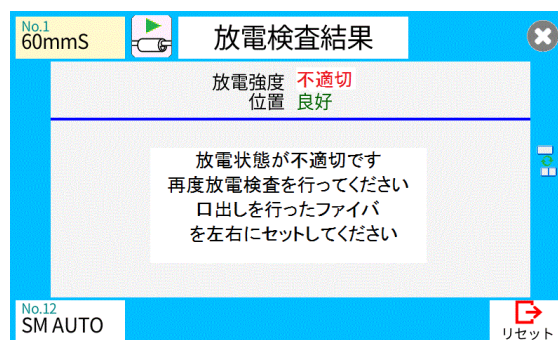 No.1
60mmS
放電検査結果
放電強度 不適切
位置 良好
放電状態が不適切です
再度放電検査を行ってください
口出しを行ったファイバ
を左右にセットしてください
No.12
SM AUTO
リセット